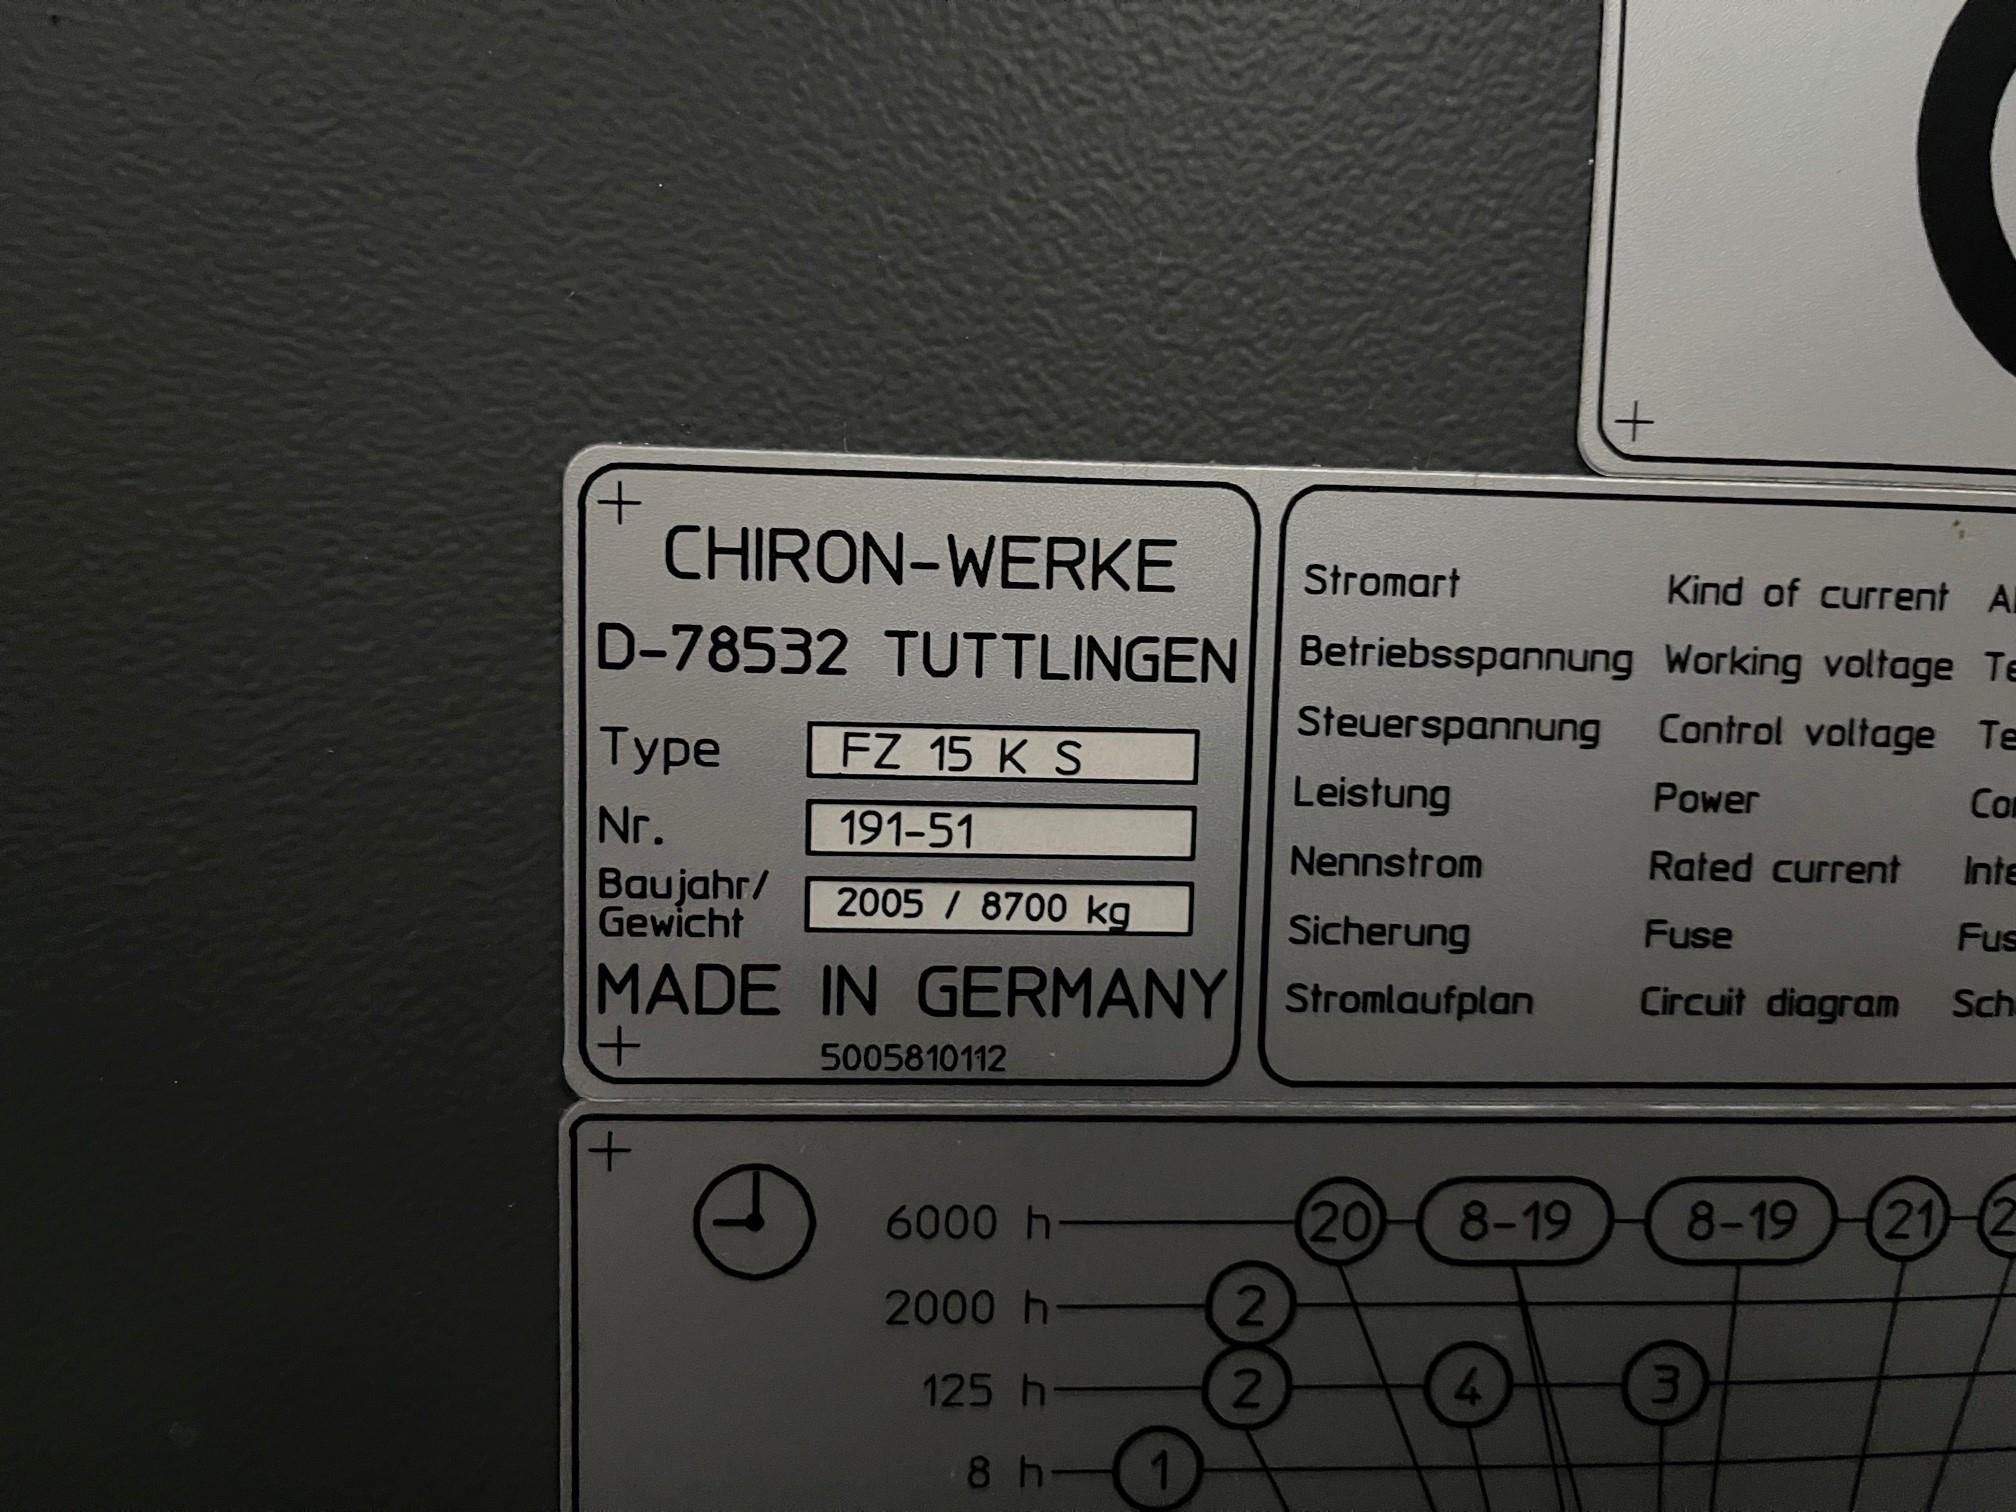 CHIRON-WERKE
D-78532 TUTTLINGEN
Type FZ 15 K S
Nr. 191-51
Baujahr/
Gewicht 2005 / 8700 kg
MADE IN GERMANY
5005810112
Stromart Kind of current
Betriebsspannung Working voltage
Steuerspannung Control voltage
Leistung Power
Nennstrom Rated current
Sicherung Fuse
Stromlaufplan Circuit diagram
6000 h 20 8-19 8-19 21
2000 h 2
125 h 2 4 3
8 h 1